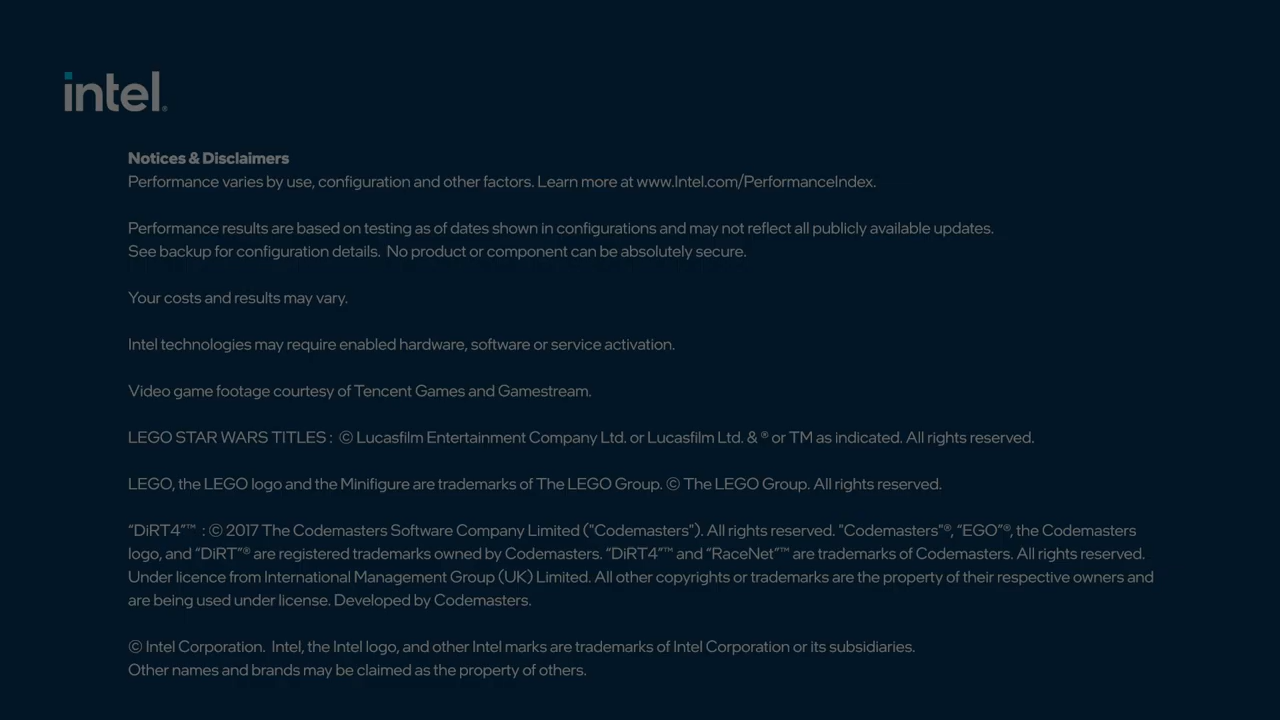 intel®
Notices & Disclaimers
Performance varies by use, configuration and other factors. Learn more at www.Intel.com/PerformanceIndex.
Performance results are based on testing as of dates shown in configurations and may not reflect all publicly available updates.
See backup for configuration details.  No product or component can be absolutely secure.
Your costs and results may vary.
Intel technologies may require enabled hardware, software or service activation.
Video game footage courtesy of Tencent Games and Gamestream.
LEGO STAR WARS TITLES :  © Lucasfilm Entertainment Company Ltd. or Lucasfilm Ltd. & ® or TM as indicated. All rights reserved.
LEGO, the LEGO logo and the Minifigure are trademarks of The LEGO Group. © The LEGO Group. All rights reserved.
“DiRT4”™  : © 2017 The Codemasters Software Company Limited ("Codemasters"). All rights reserved. "Codemasters"®, “EGO”®, the Codemasters
logo, and “DiRT”® are registered trademarks owned by Codemasters. “DiRT4”™ and “RaceNet”™ are trademarks of Codemasters. All rights reserved.
Under licence from International Management Group (UK) Limited. All other copyrights or trademarks are the property of their respective owners and
are being used under license. Developed by Codemasters.
© Intel Corporation.  Intel, the Intel logo, and other Intel marks are trademarks of Intel Corporation or its subsidiaries.
Other names and brands may be claimed as the property of others.